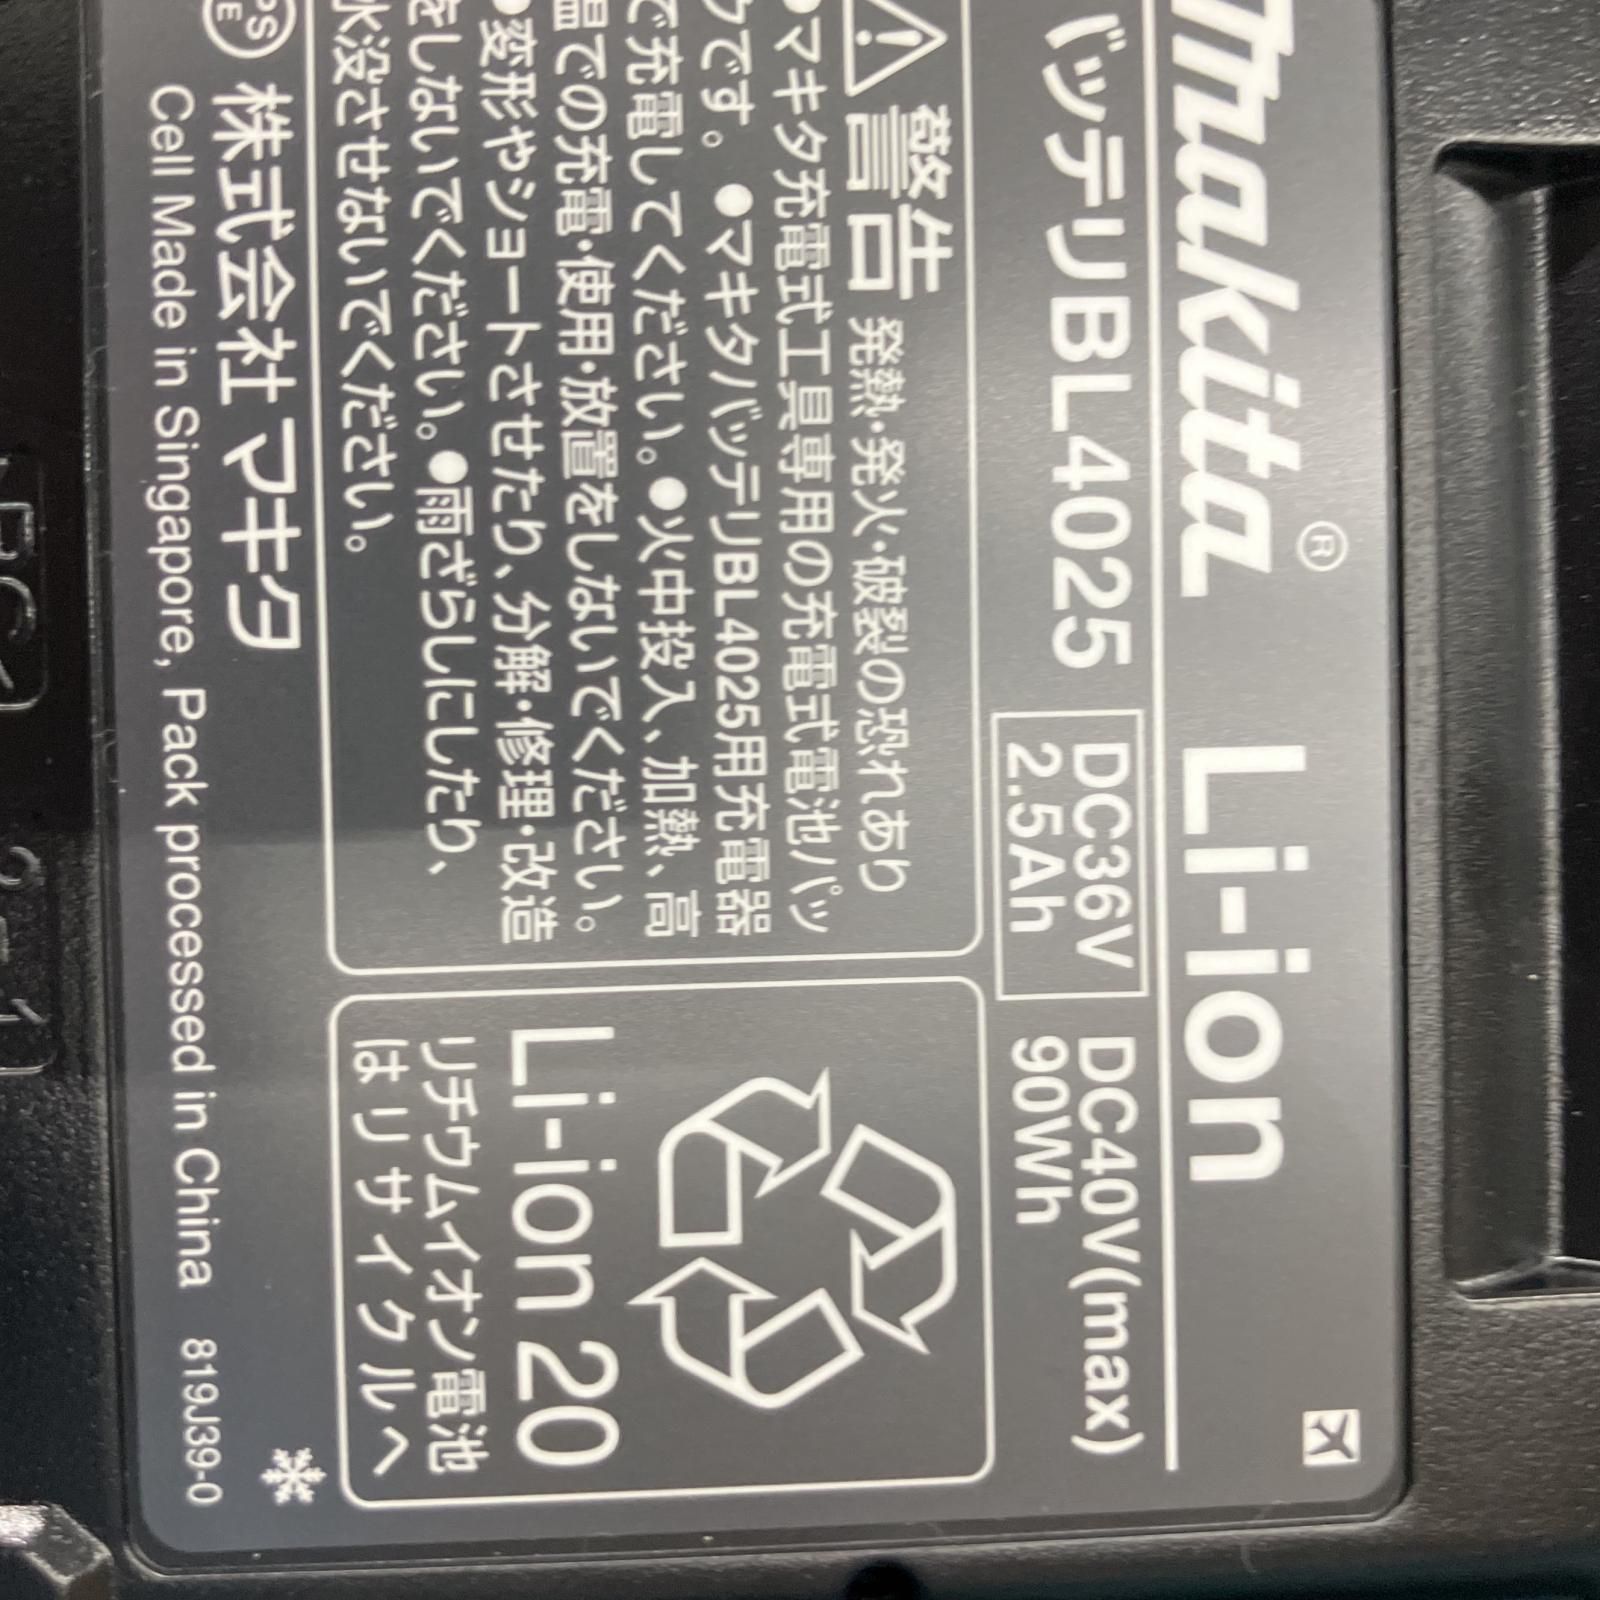 makita® Li-ion
バッテリBL4025
DC36V
2.5Ah
DC40V(max)
90Wh
警告 発熱・発火・破裂の恐れあり
●マキタ充電式工具専用の充電式電池パッ
クです。●マキタバッテリBL4025用充電器
で充電してください。●火中投入、加熱、高
温での充電・使用・放置をしないでください。
●変形やショートさせたり、分解・修理・改造
をしないでください。●雨ざらしにしたり、
水没させないでください。
Li-ion 20
リチウムイオン電池
はリサイクルへ
PS
E
株式会社マキタ
Cell Made in Singapore, Pack processed in China 819J39-0